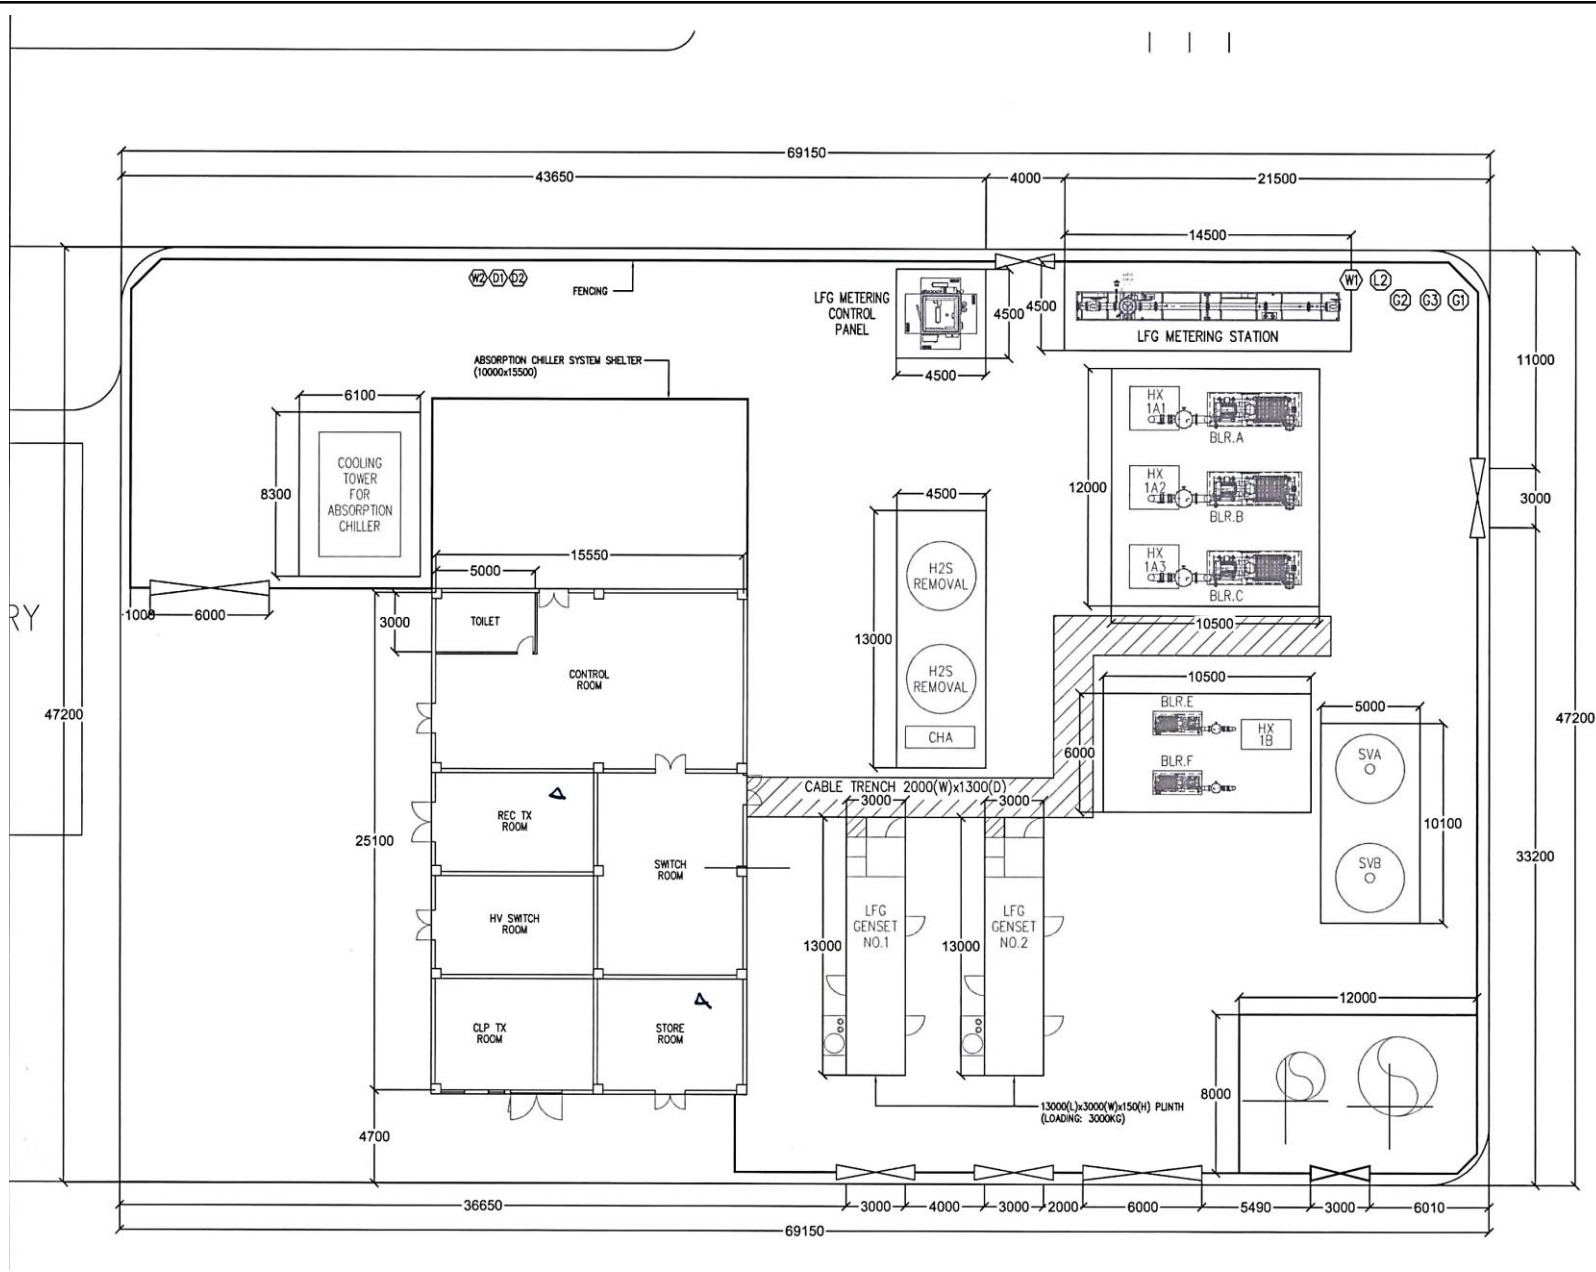 69150
43650
4000
21500
14500
W2 D1 D2
FENCING
LFG METERING
CONTROL
PANEL
4500
4500
4500
LFG METERING STATION
W1 L2
G2 G3 G1
11000
ABSORPTION CHILLER SYSTEM SHELTER
(10000x15500)
6100
8300
COOLING
TOWER
FOR
ABSORPTION
CHILLER
HX
1A1
BLR.A
HX
1A2
BLR.B
HX
1A3
BLR.C
12000
10500
3000
4500
13000
H2S
REMOVAL
H2S
REMOVAL
CHA
15550
5000
3000
TOILET
CONTROL
ROOM
6000
RY
47200
47200
10500
BLR.E
HX
1B
BLR.F
6000
5000
SVA
SVB
10100
CABLE TRENCH 2000(W)x1300(D)
3000
3000
REC TX
ROOM
25100
SWITCH
ROOM
33200
HV SWITCH
ROOM
LFG
GENSET
NO.1
LFG
GENSET
NO.2
13000
13000
CLP TX
ROOM
STORE
ROOM
12000
8000
13000(L)x3000(W)x150(H) PLINTH
(LOADING: 3000KG)
4700
36650
3000
4000
3000
2000
6000
5490
3000
6010
69150